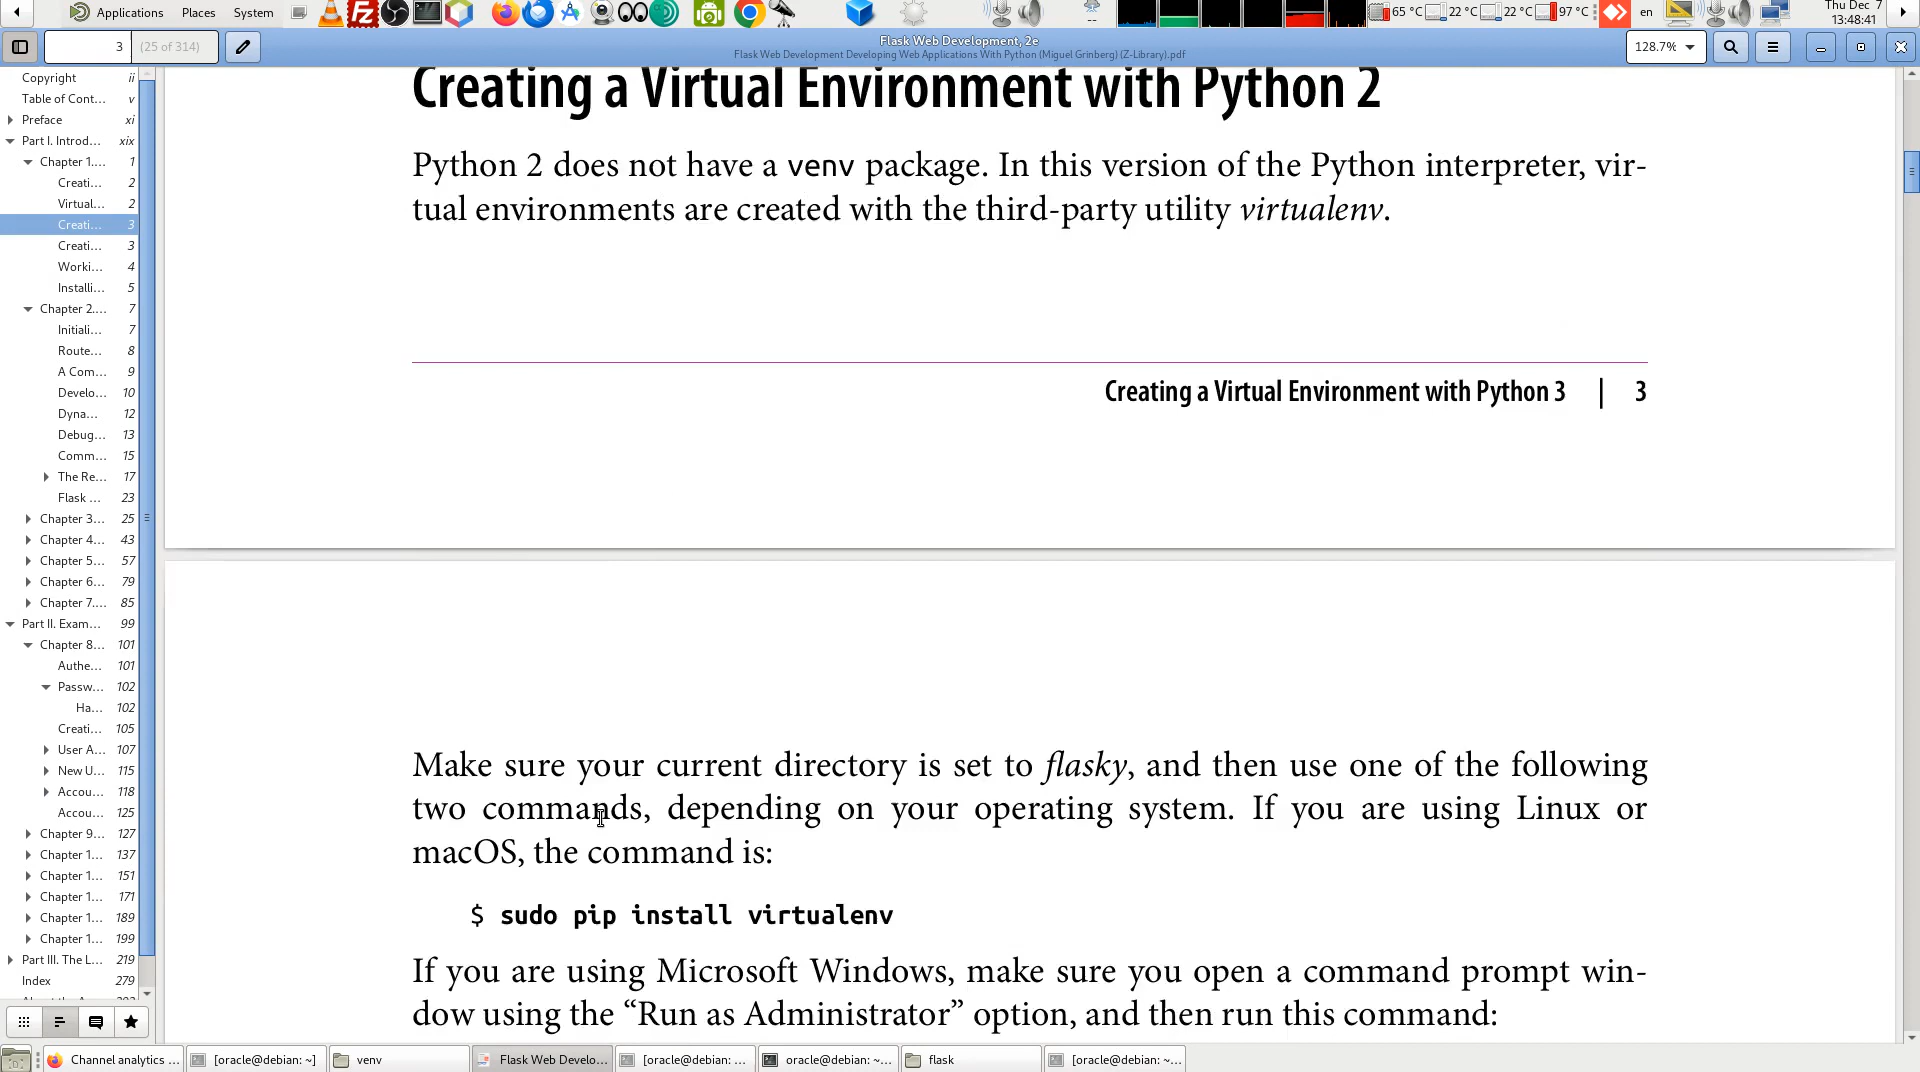 Applications Places System
65 °C 22 °C 22 °C 97 °C en Thu Dec 7
13:48:41
3 (25 of 314)
Flask Web Development, 2e
Flask Web Development Developing Web Applications With Python (Miguel Grinberg) (Z-Library).pdf
128.7%
Copyright ii
Table of Cont... v
Preface xi
Part I. Introd... xix
Chapter 1.... 1
Creati... 2
Virtual... 2
Creati... 3
Creati... 3
Worki... 4
Installi... 5
Chapter 2.... 7
Initiali... 7
Route... 8
A Com... 9
Develo... 10
Dyna... 12
Debug... 13
Comm... 15
The Re... 17
Flask ... 23
Chapter 3... 25
Chapter 4... 43
Chapter 5... 57
Chapter 6... 79
Chapter 7.... 85
Part II. Exam... 99
Chapter 8... 101
Authe... 101
Passw... 102
Ha... 102
Creati... 105
User A... 107
New U... 115
Accou... 118
Accou... 125
Chapter 9... 127
Chapter 1... 137
Chapter 1... 151
Chapter 1... 171
Chapter 1... 189
Chapter 1... 199
Part III. The L... 219
Index 279
Creating a Virtual Environment with Python 2
Python 2 does not have a venv package. In this version of the Python interpreter, vir-
tual environments are created with the third-party utility virtualenv.
Creating a Virtual Environment with Python 3 | 3
Make sure your current directory is set to flasky, and then use one of the following
two commands, depending on your operating system. If you are using Linux or
macOS, the command is:
$ sudo pip install virtualenv
If you are using Microsoft Windows, make sure you open a command prompt win-
dow using the “Run as Administrator” option, and then run this command:
Channel analytics ... [oracle@debian: ~] venv Flask Web Develo... [oracle@debian: ... oracle@debian: ~... flask [oracle@debian: ~...